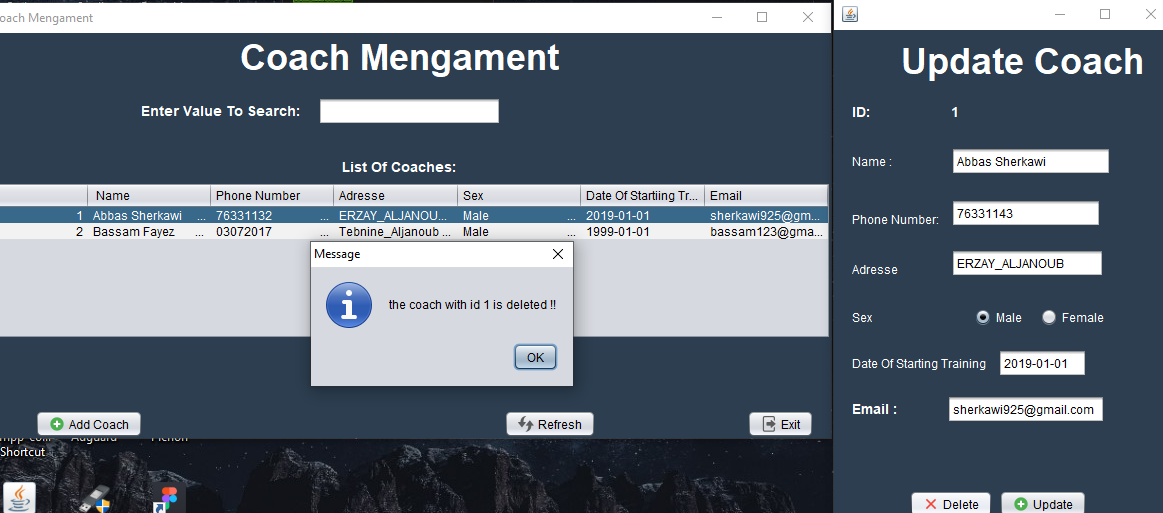 oach Mengament
Coach Mengament
Enter Value To Search:
List Of Coaches:
Name Phone Number Adresse Sex Date Of Startiing Tr... Email
1 Abbas Sherkawi ... 76331132 ... ERZAY_ALJANOU... Male ... 2019-01-01 sherkawi925@gm...
2 Bassam Fayez ... 03072017 ... Tebnine_Aljanoub ... Male ... 1999-01-01 bassam123@gma...
Message
the coach with id 1 is deleted !!
OK
Add Coach Refresh Exit
Shortcut
Update Coach
ID: 1
Name : Abbas Sherkawi
Phone Number: 76331143
Adresse ERZAY_ALJANOUB
Sex Male Female
Date Of Starting Training 2019-01-01
Email : sherkawi925@gmail.com
Delete Update